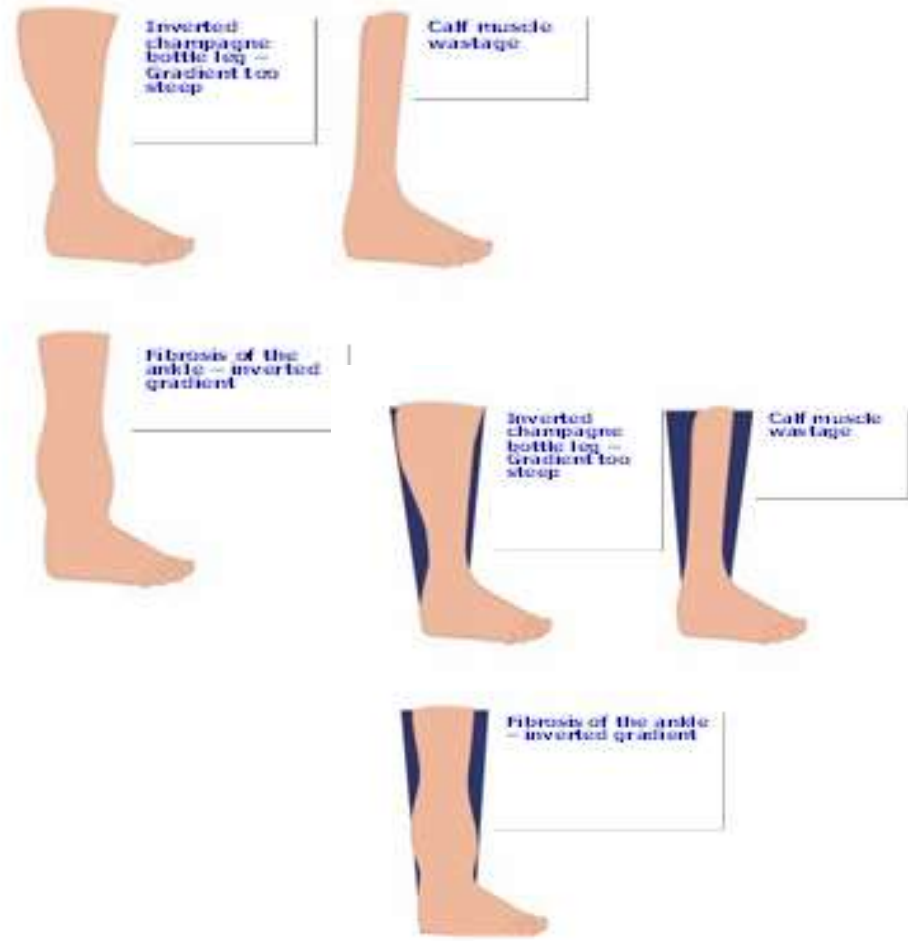 Inverted
champagne
bottle leg –
Gradient too
steep
Calf muscle
wastage
Fibrosis of the
ankle – inverted
gradient
Inverted
champagne
bottle leg –
Gradient too
steep
Calf muscle
wastage
Fibrosis of the ankle
– inverted gradient